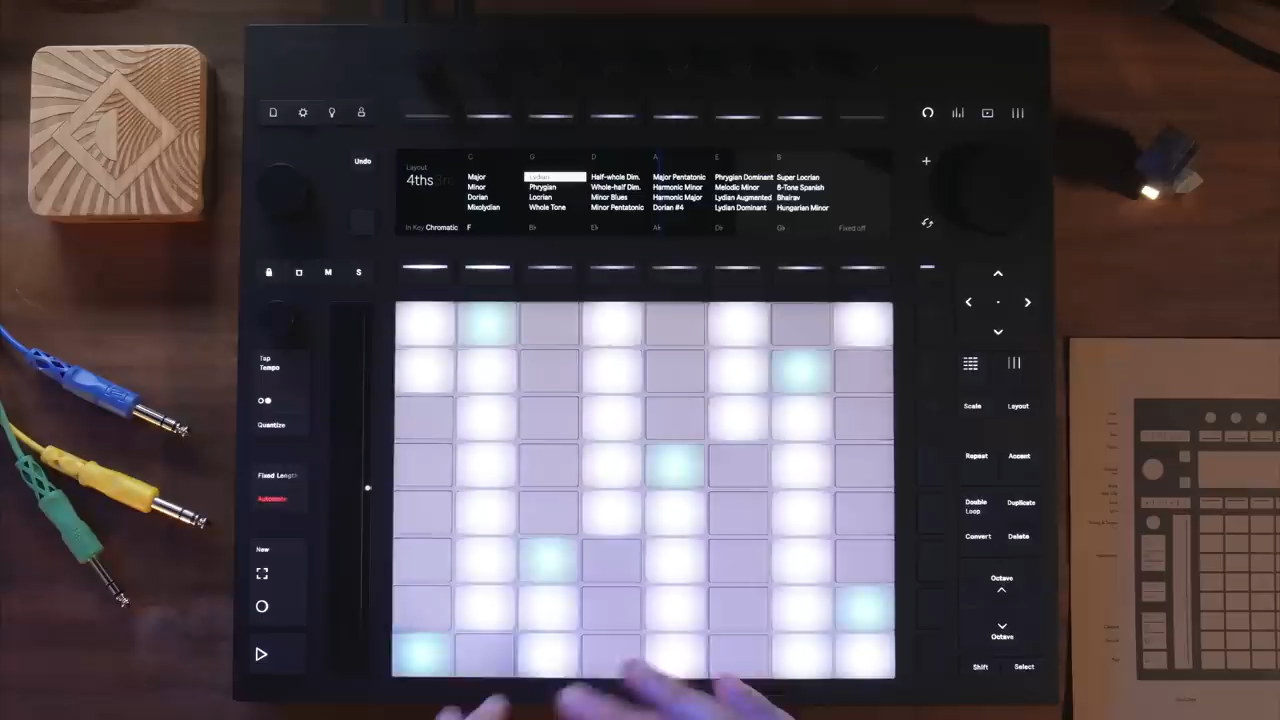 Undo
C G D A E B
Layout
4ths
Major Lydian Half-whole Dim. Major Pentatonic Phrygian Dominant Super Locrian
Minor Phrygian Whole-half Dim. Harmonic Minor Melodic Minor 8-Tone Spanish
Dorian Locrian Minor Blues Harmonic Major Lydian Augmented Bhairav
Mixolydian Whole Tone Minor Pentatonic Dorian #4 Lydian Dominant Hungarian Minor
In Key Chromatic F B♭ E♭ A♭ D♭ G♭ Fixed off
M S
Tap
Tempo
Quantize
Fixed Length
Automate
New
Scale Layout
Repeat Accent
Double
Loop
Duplicate
Convert Delete
Octave
Octave
Shift Select